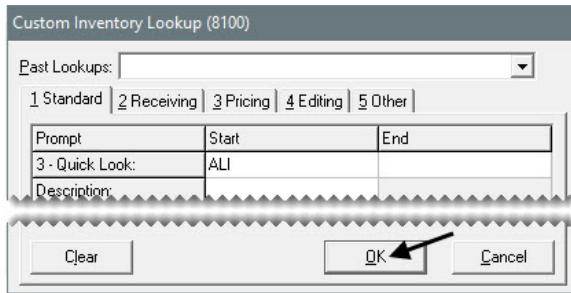 Custom Inventory Lookup (8100)
Past Lookups:
1 Standard 2 Receiving 3 Pricing 4 Editing 5 Other
Prompt Start End
3 - Quick Look: ALI
Description:
Clear OK Cancel